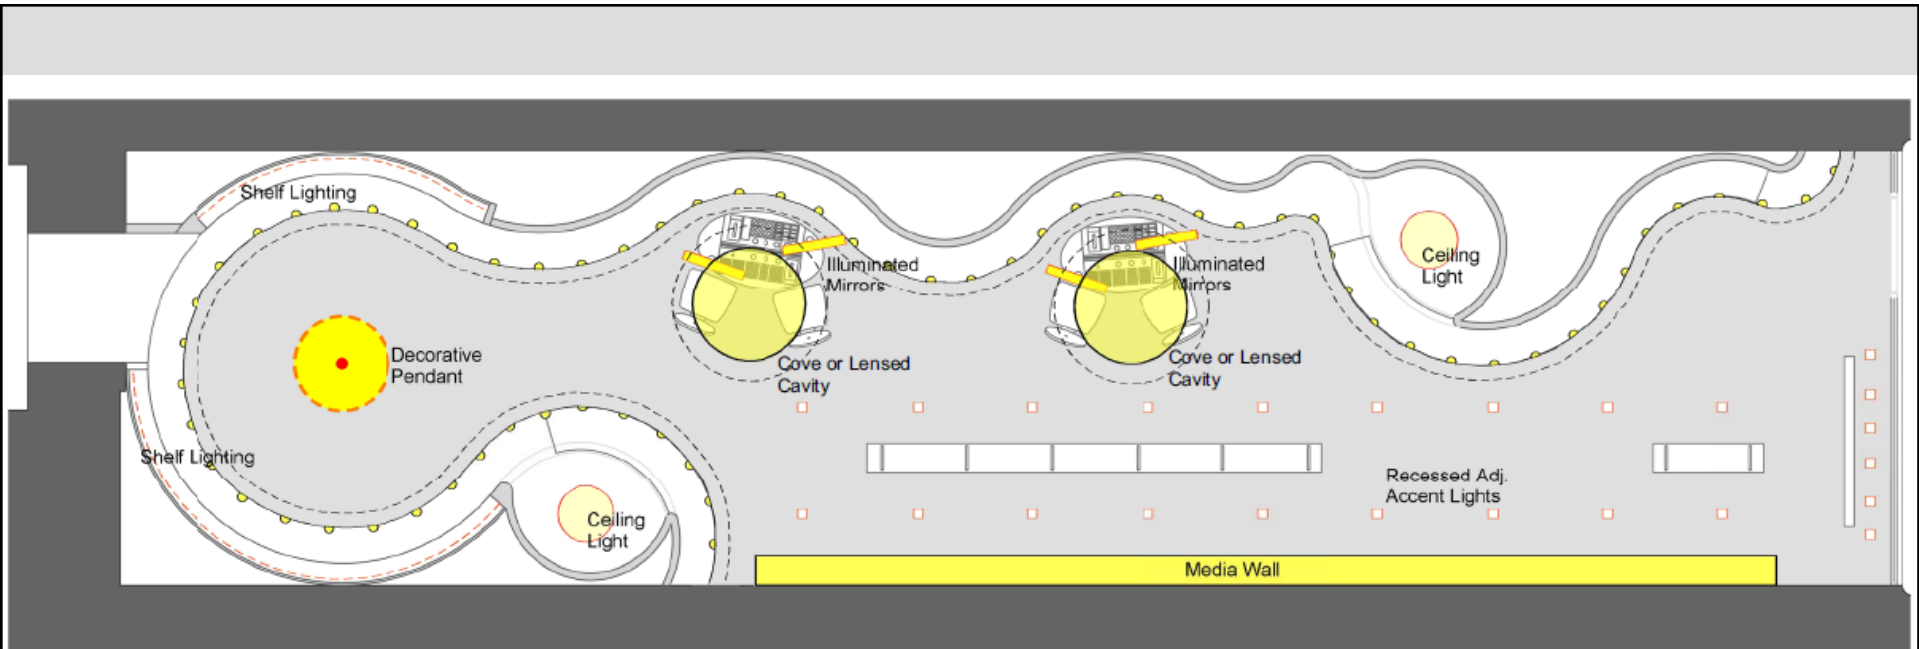 Shelf Lighting
Illuminated
Mirrors
Illuminated
Mirrors
Ceiling
Light
Decorative
Pendant
Cove or Lensed
Cavity
Cove or Lensed
Cavity
Shelf Lighting
Recessed Adj.
Accent Lights
Ceiling
Light
Media Wall